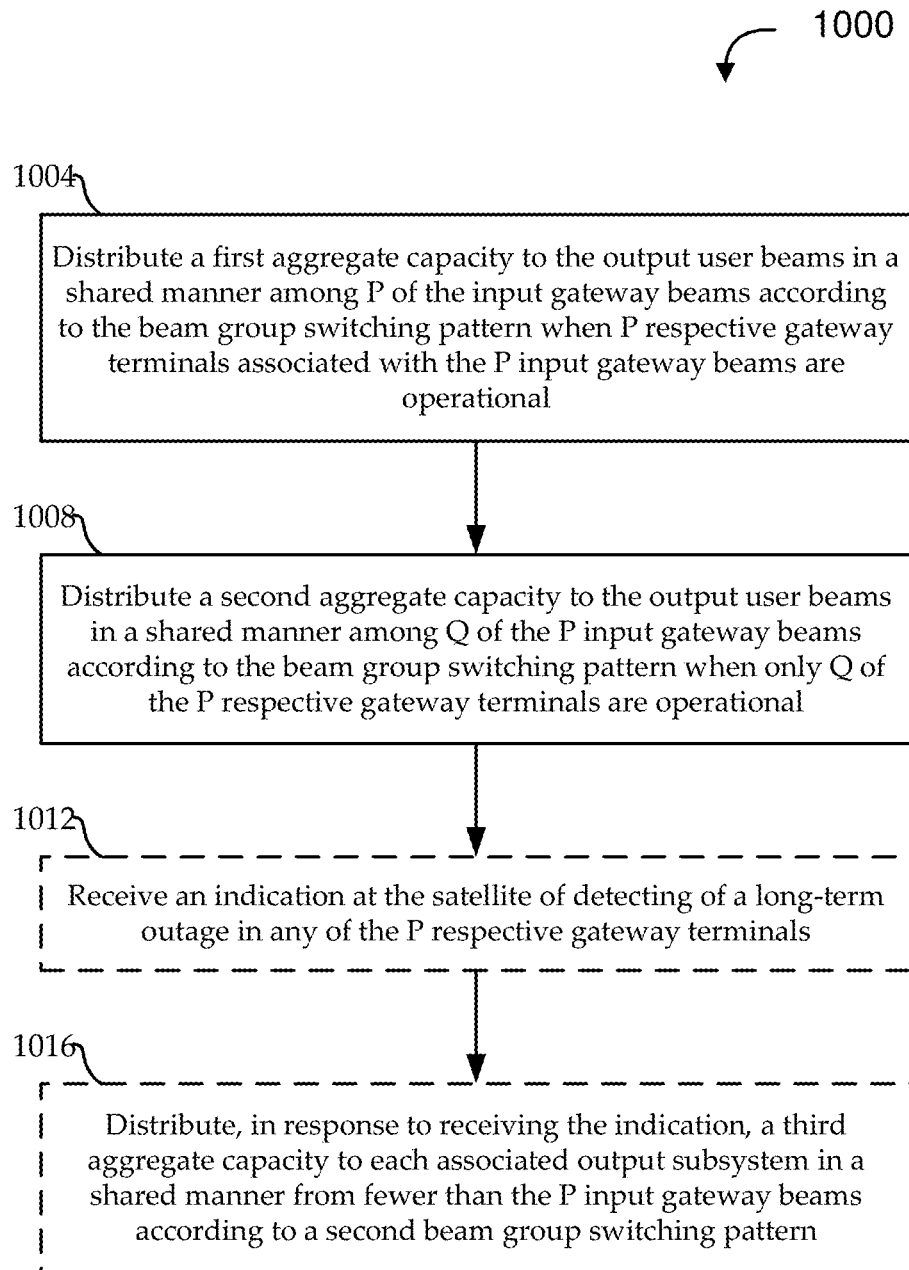 1000
1004
Distribute a first aggregate capacity to the output user beams in a
shared manner among P of the input gateway beams according
to the beam group switching pattern when P respective gateway
terminals associated with the P input gateway beams are
operational
1008
Distribute a second aggregate capacity to the output user beams
in a shared manner among Q of the P input gateway beams
according to the beam group switching pattern when only Q of
the P respective gateway terminals are operational
1012
Receive an indication at the satellite of detecting of a long-term
outage in any of the P respective gateway terminals
1016
Distribute, in response to receiving the indication, a third
aggregate capacity to each associated output subsystem in a
shared manner from fewer than the P input gateway beams
according to a second beam group switching pattern